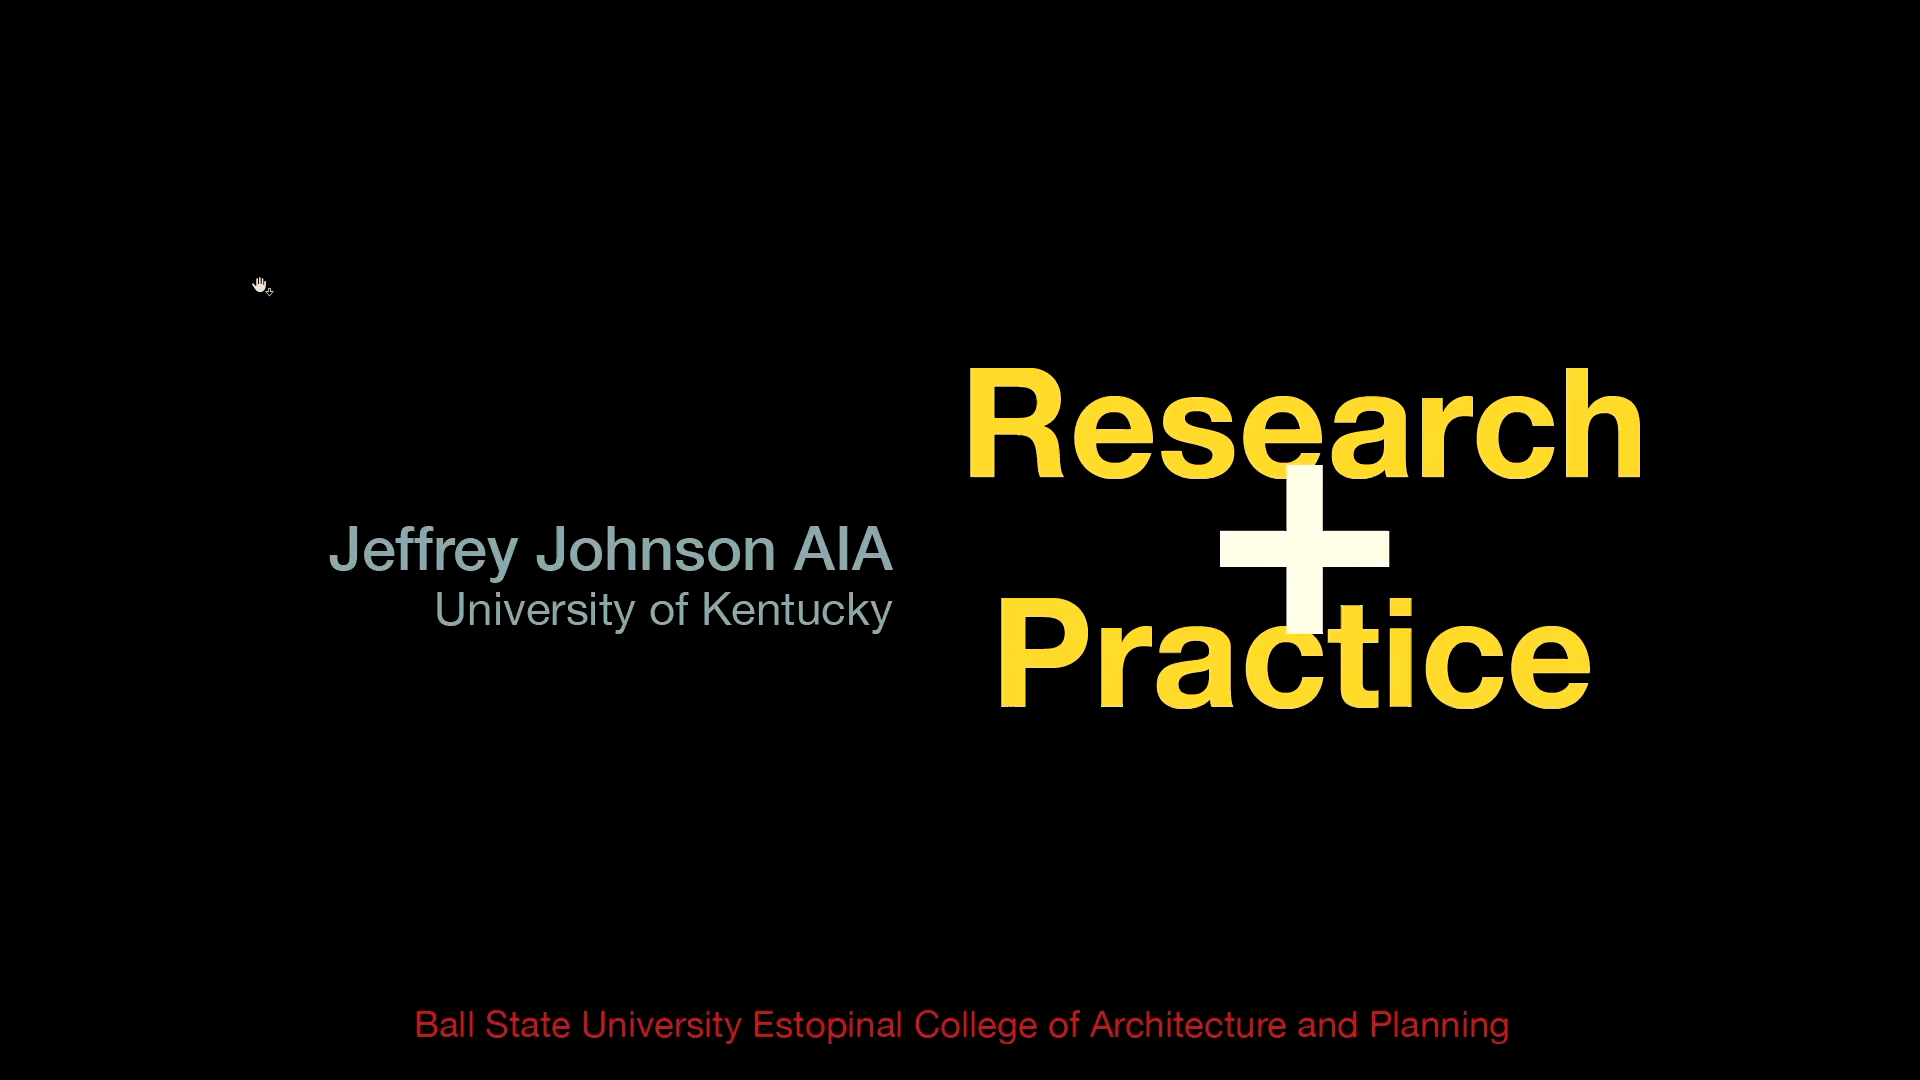 Jeffrey Johnson AIA
University of Kentucky
Research
+
Practice
Ball State University Estopinal College of Architecture and Planning